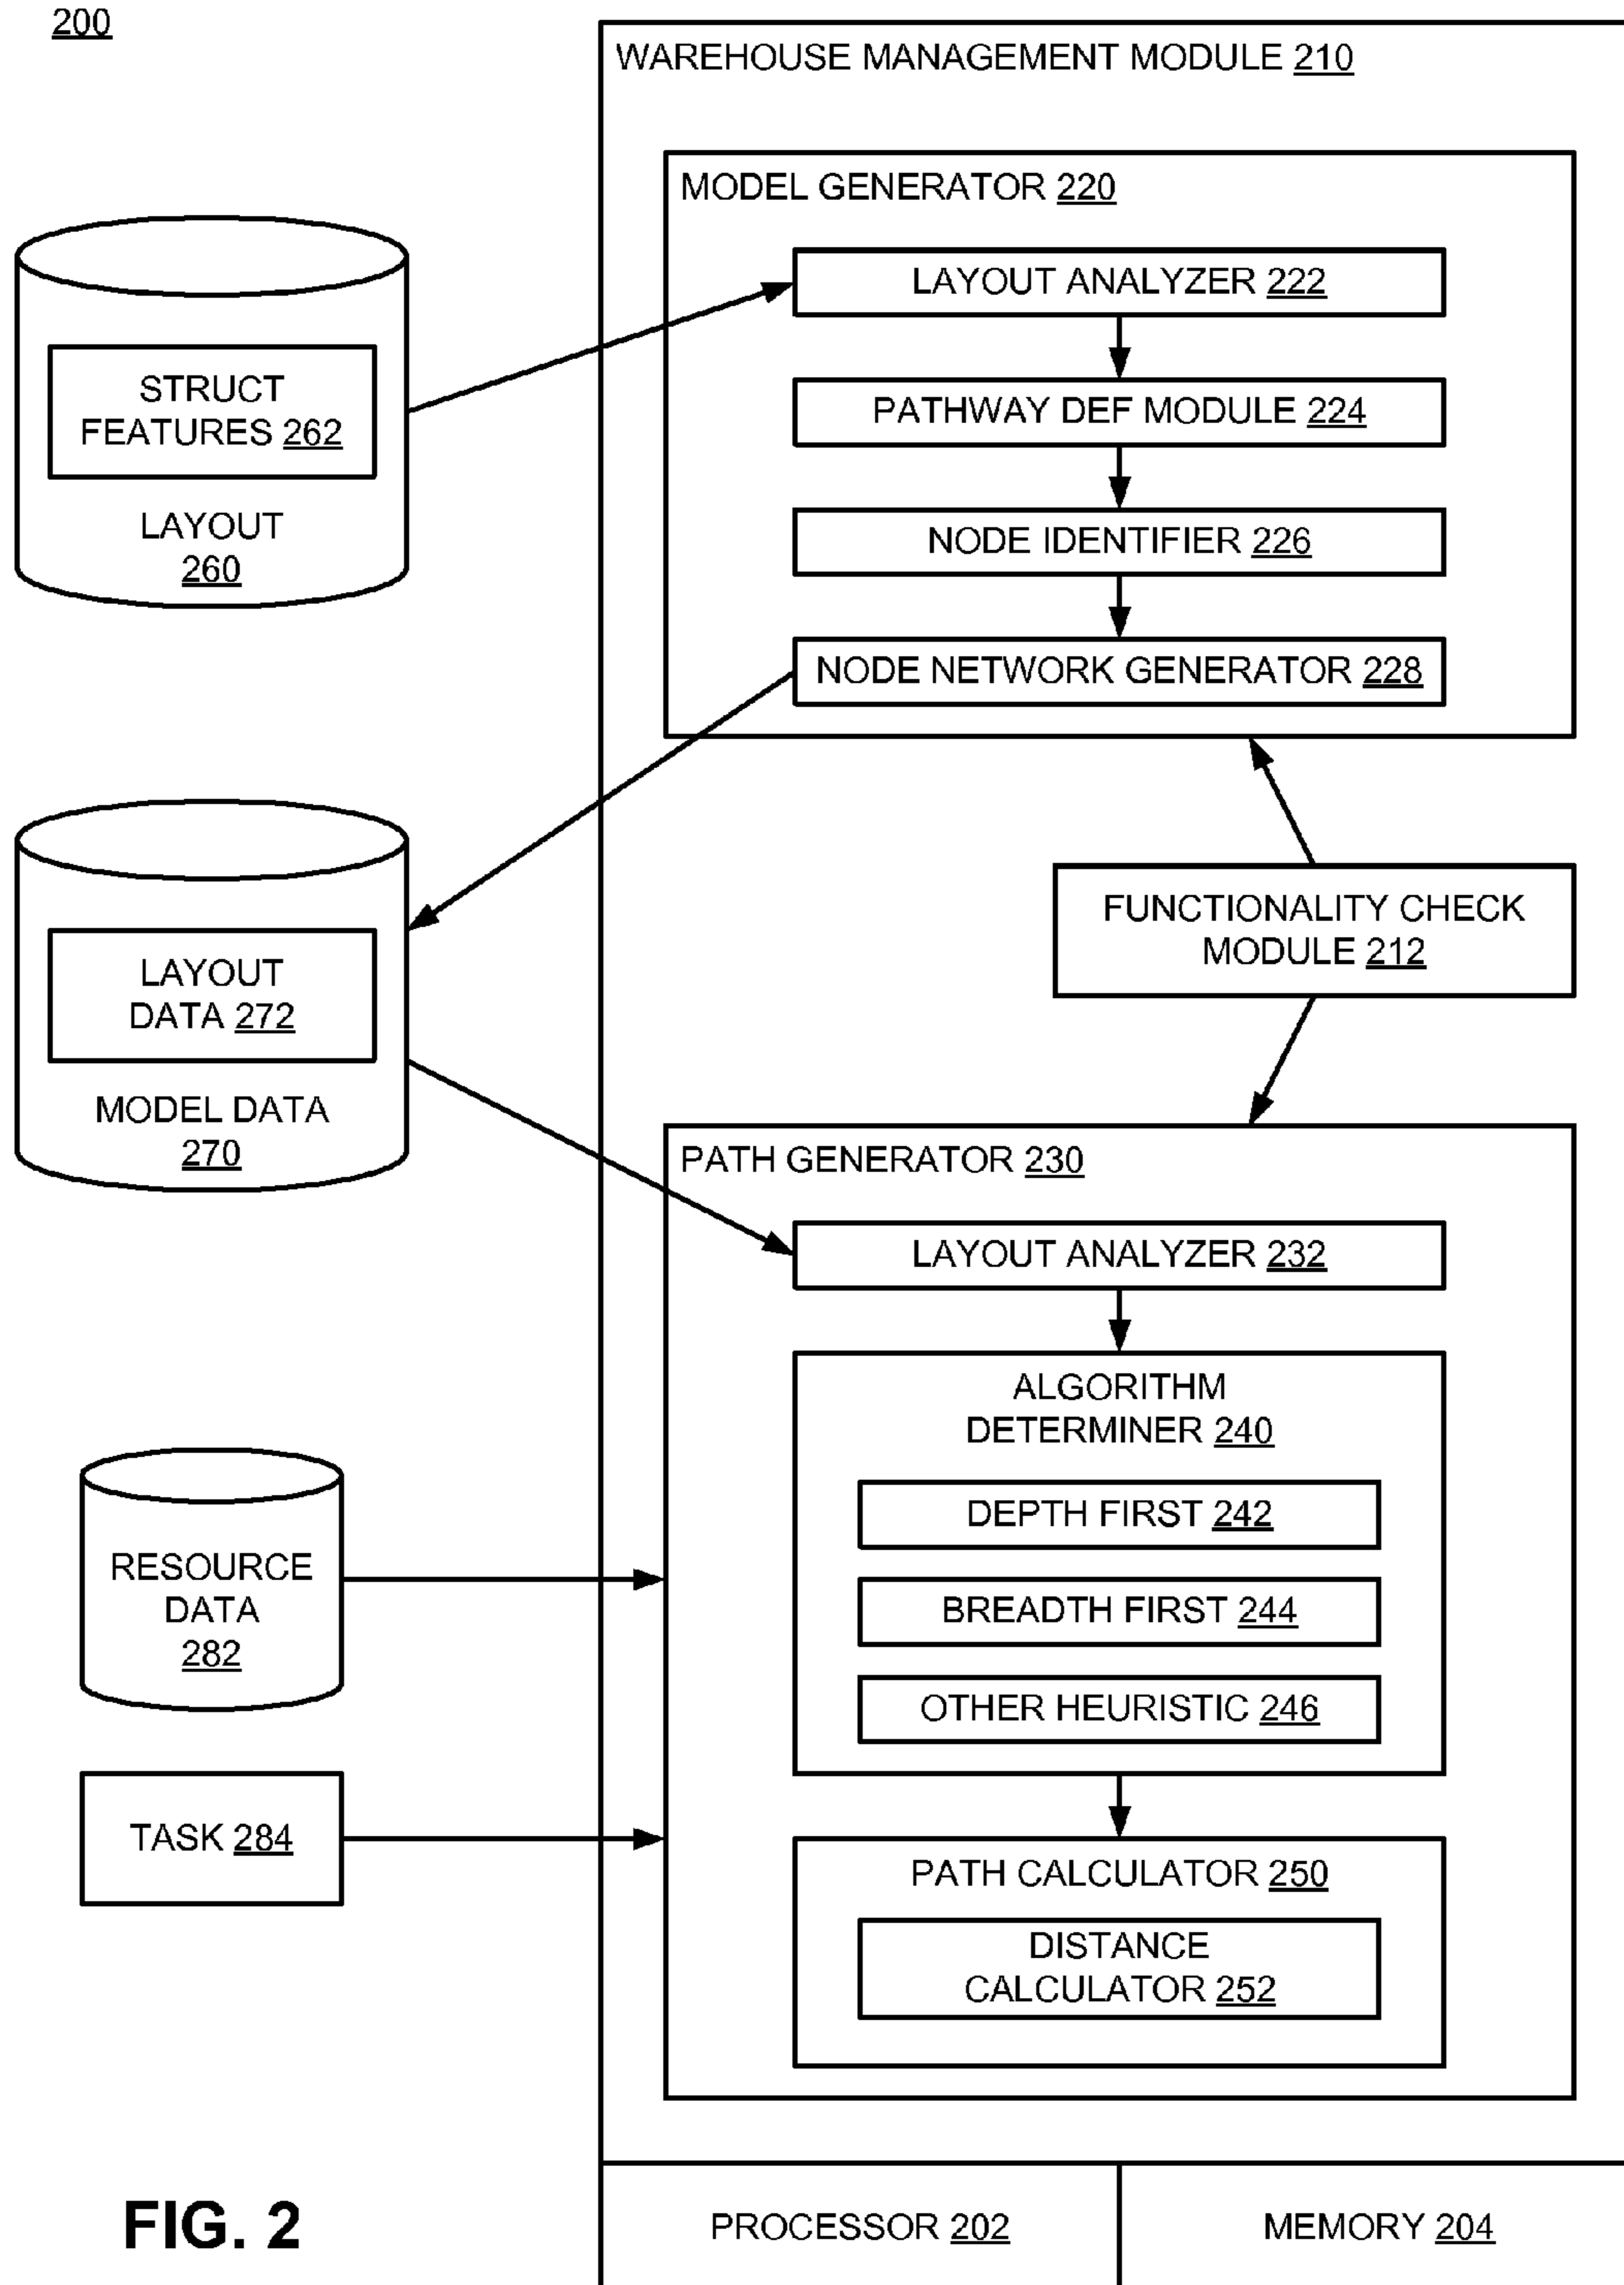 200
WAREHOUSE MANAGEMENT MODULE 210
MODEL GENERATOR 220
LAYOUT ANALYZER 222
PATHWAY DEF MODULE 224
NODE IDENTIFIER 226
NODE NETWORK GENERATOR 228
STRUCT
FEATURES 262
LAYOUT
260
FUNCTIONALITY CHECK
MODULE 212
LAYOUT
DATA 272
MODEL DATA
270
PATH GENERATOR 230
LAYOUT ANALYZER 232
ALGORITHM
DETERMINER 240
DEPTH FIRST 242
BREADTH FIRST 244
OTHER HEURISTIC 246
RESOURCE
DATA
282
TASK 284
PATH CALCULATOR 250
DISTANCE
CALCULATOR 252
FIG. 2
PROCESSOR 202
MEMORY 204